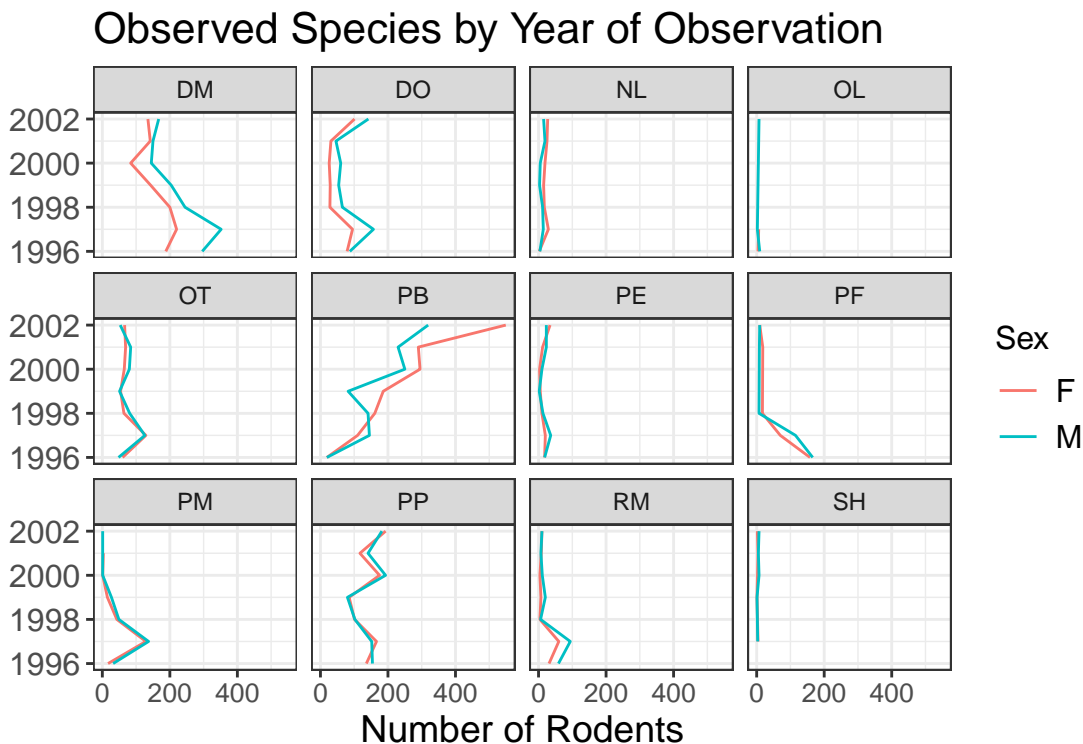 Observed Species by Year of Observation
DM DO NL OL
2002
2000
1998
1996
OT PB PE PF
2002
2000
1998
1996
Sex
F
M
PM PP RM SH
2002
2000
1998
1996
0 200 400 0 200 400 0 200 400 0 200 400
Number of Rodents